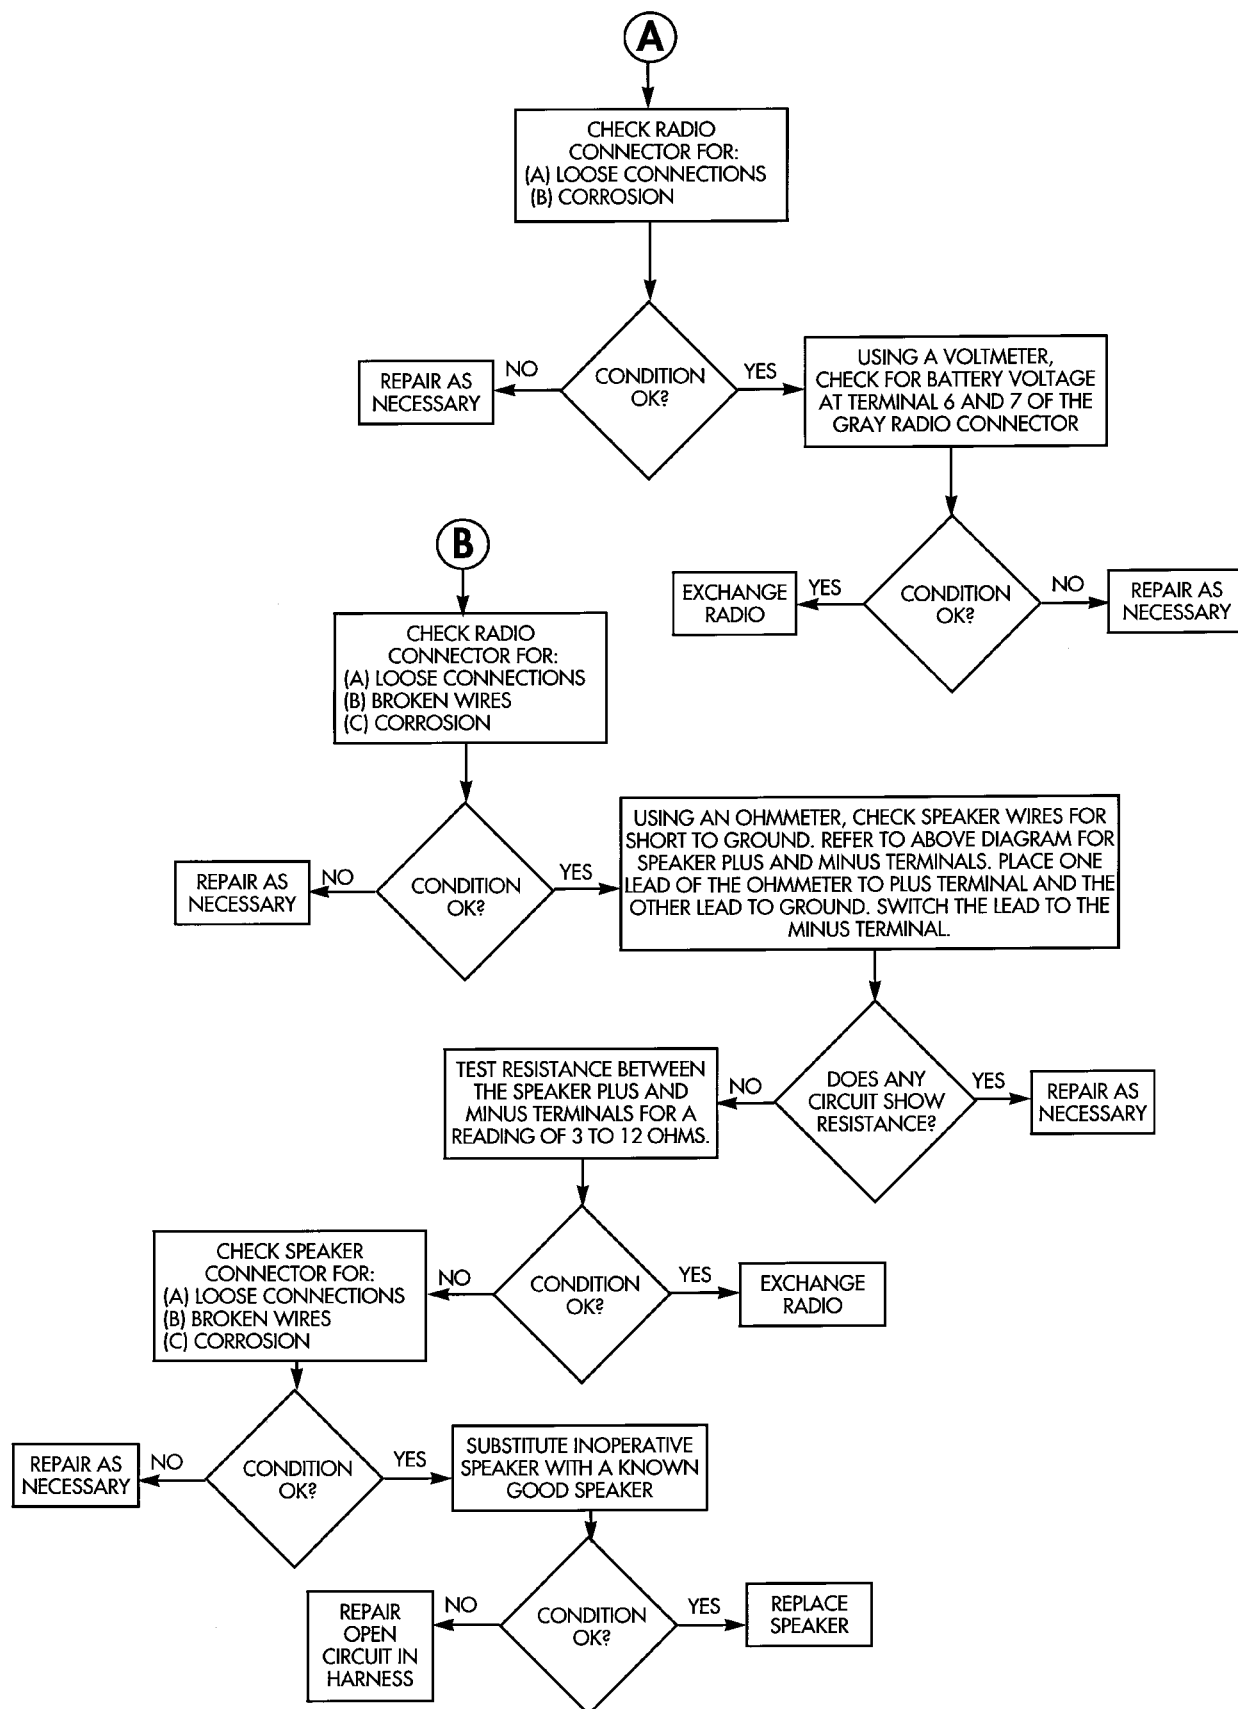 A
CHECK RADIO
CONNECTOR FOR:
(A) LOOSE CONNECTIONS
(B) CORROSION
CONDITION
OK?
NO
REPAIR AS
NECESSARY
YES
USING A VOLTMETER,
CHECK FOR BATTERY VOLTAGE
AT TERMINAL 6 AND 7 OF THE
GRAY RADIO CONNECTOR
CONDITION
OK?
YES
EXCHANGE
RADIO
NO
REPAIR AS
NECESSARY
B
CHECK RADIO
CONNECTOR FOR:
(A) LOOSE CONNECTIONS
(B) BROKEN WIRES
(C) CORROSION
CONDITION
OK?
NO
REPAIR AS
NECESSARY
YES
USING AN OHMMETER, CHECK SPEAKER WIRES FOR
SHORT TO GROUND. REFER TO ABOVE DIAGRAM FOR
SPEAKER PLUS AND MINUS TERMINALS. PLACE ONE
LEAD OF THE OHMMETER TO PLUS TERMINAL AND THE
OTHER LEAD TO GROUND. SWITCH THE LEAD TO THE
MINUS TERMINAL.
DOES ANY
CIRCUIT SHOW
RESISTANCE?
YES
REPAIR AS
NECESSARY
NO
TEST RESISTANCE BETWEEN
THE SPEAKER PLUS AND
MINUS TERMINALS FOR A
READING OF 3 TO 12 OHMS.
CONDITION
OK?
YES
EXCHANGE
RADIO
NO
CHECK SPEAKER
CONNECTOR FOR:
(A) LOOSE CONNECTIONS
(B) BROKEN WIRES
(C) CORROSION
CONDITION
OK?
NO
REPAIR AS
NECESSARY
YES
SUBSTITUTE INOPERATIVE
SPEAKER WITH A KNOWN
GOOD SPEAKER
CONDITION
OK?
NO
REPAIR
OPEN
CIRCUIT IN
HARNESS
YES
REPLACE
SPEAKER